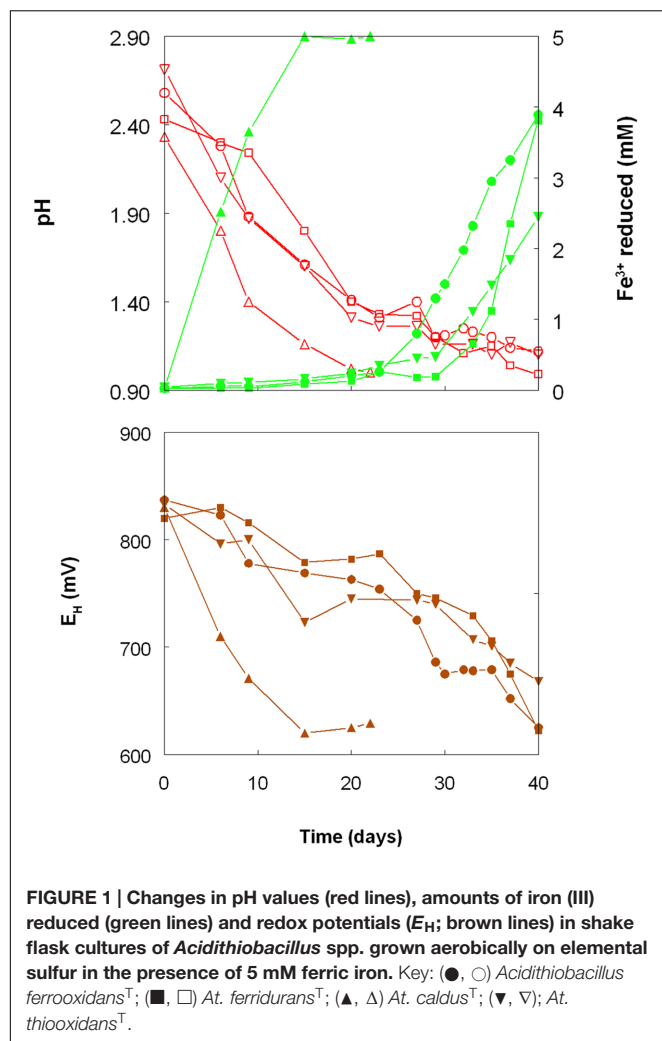 2.90
2.40
1.90
1.40
0.90
pH
5
4
3
2
1
0
Fe³⁺ reduced (mM)
900
800
700
600
E_H (mV)
0 10 20 30 40
Time (days)
FIGURE 1 | Changes in pH values (red lines), amounts of iron (III)
reduced (green lines) and redox potentials (E_H; brown lines) in shake
flask cultures of Acidithiobacillus spp. grown aerobically on elemental
sulfur in the presence of 5 mM ferric iron. Key: (●, ○) Acidithiobacillus
ferrooxidansᵀ; (■, □) At. ferriduransᵀ; (▲, Δ) At. caldusᵀ; (▼, ∇); At.
thiooxidansᵀ.